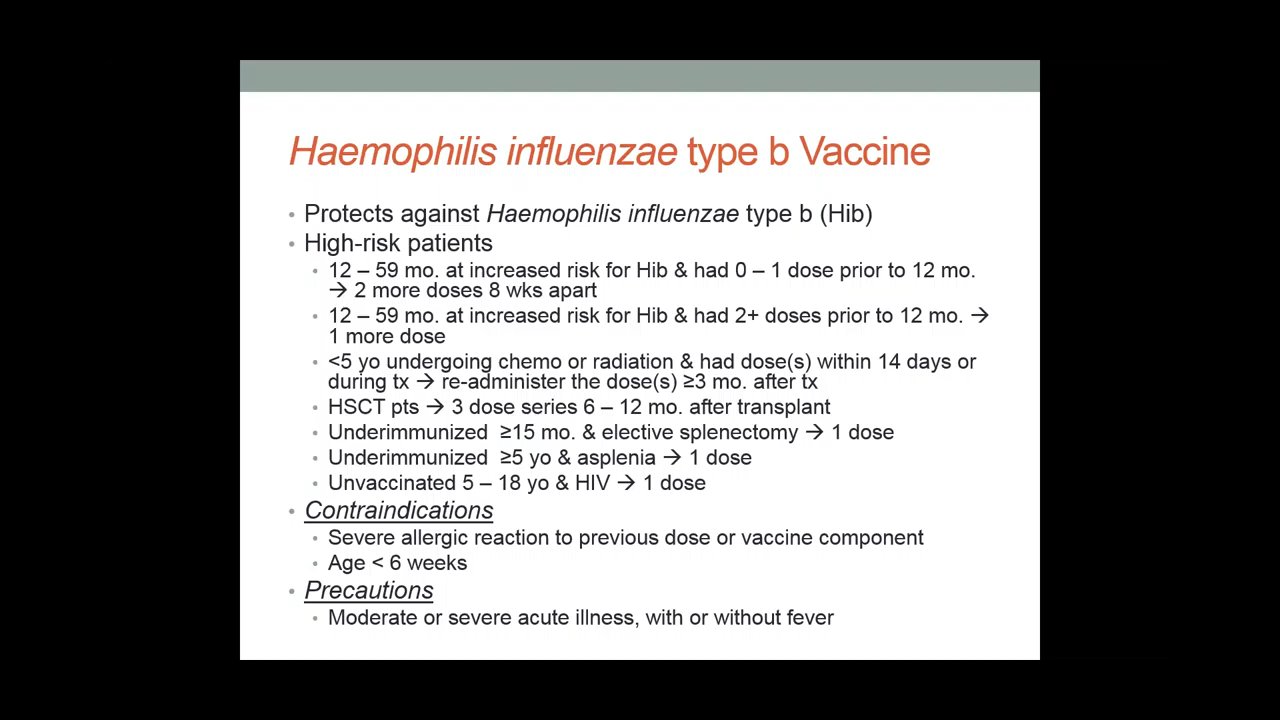 Haemophilis influenzae type b Vaccine
• Protects against Haemophilis influenzae type b (Hib)
• High-risk patients
• 12 – 59 mo. at increased risk for Hib & had 0 – 1 dose prior to 12 mo.
→ 2 more doses 8 wks apart
• 12 – 59 mo. at increased risk for Hib & had 2+ doses prior to 12 mo. →
1 more dose
• <5 yo undergoing chemo or radiation & had dose(s) within 14 days or
during tx → re-administer the dose(s) ≥3 mo. after tx
• HSCT pts → 3 dose series 6 – 12 mo. after transplant
• Underimmunized ≥15 mo. & elective splenectomy → 1 dose
• Underimmunized ≥5 yo & asplenia → 1 dose
• Unvaccinated 5 – 18 yo & HIV → 1 dose
• Contraindications
• Severe allergic reaction to previous dose or vaccine component
• Age < 6 weeks
• Precautions
• Moderate or severe acute illness, with or without fever